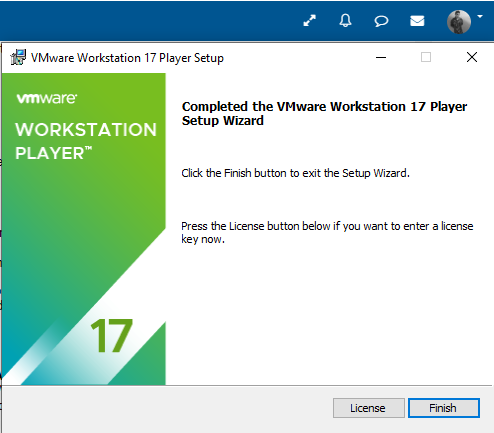 VMware Workstation 17 Player Setup
vmware®
WORKSTATION
PLAYER™
17
Completed the VMware Workstation 17 Player
Setup Wizard
Click the Finish button to exit the Setup Wizard.
Press the License button below if you want to enter a license
key now.
License
Finish